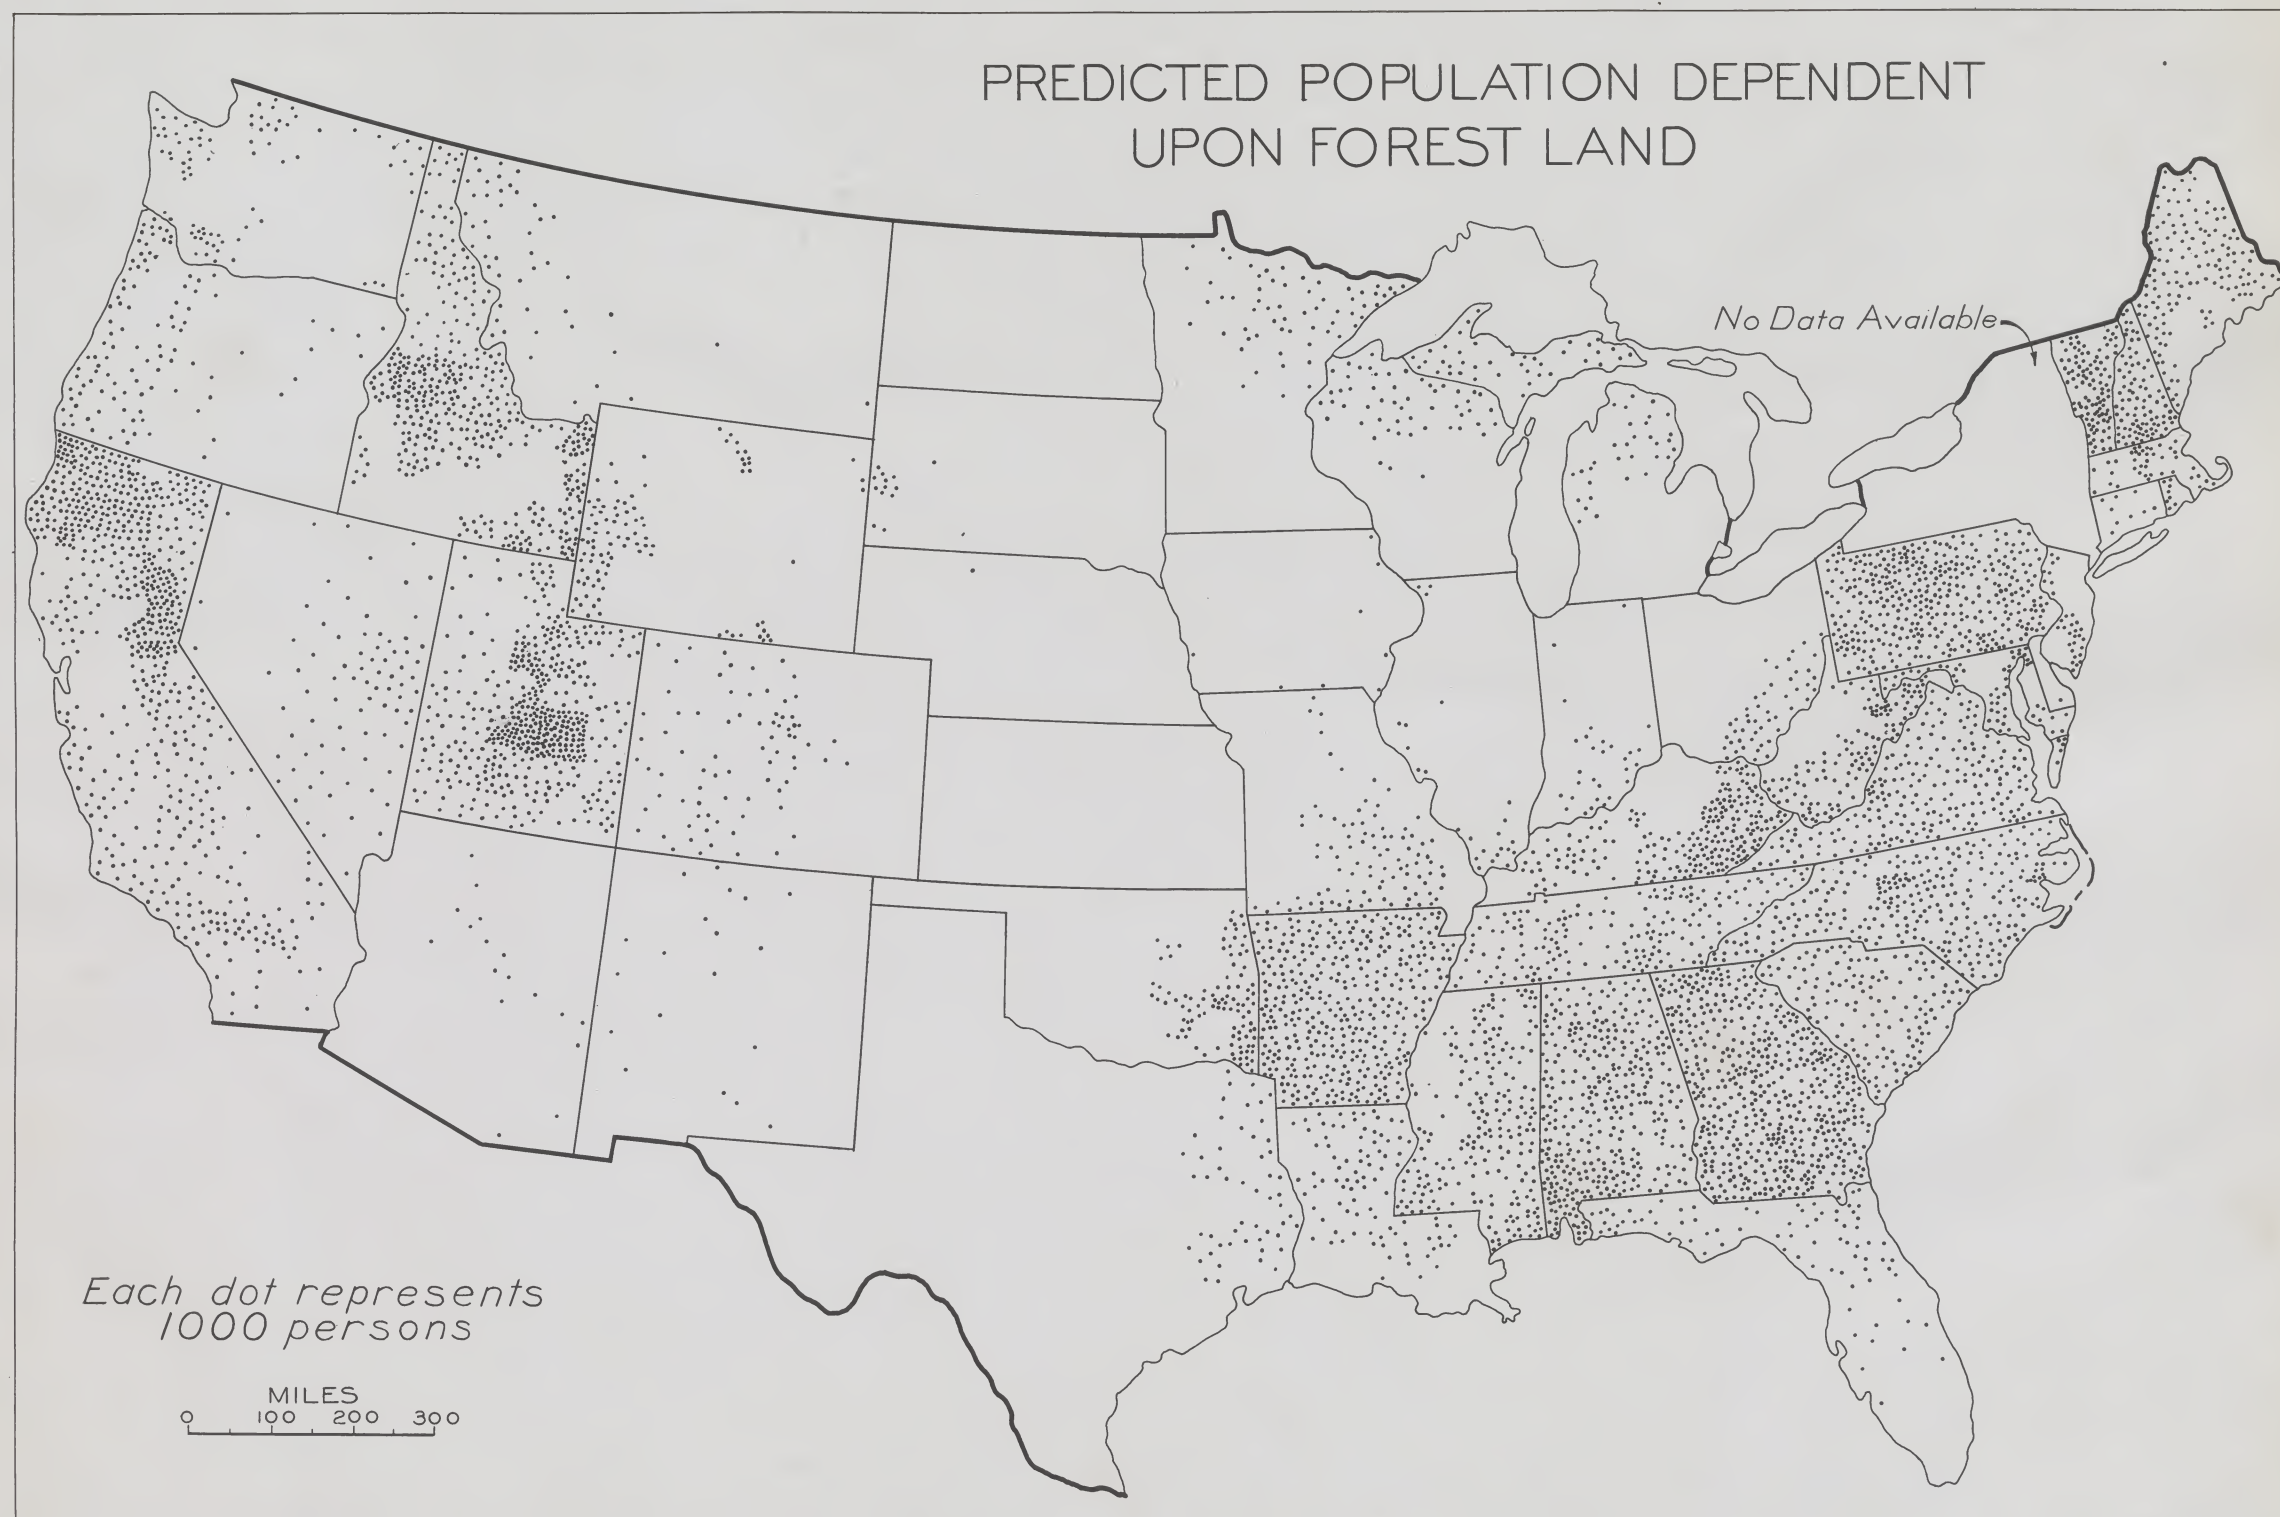 PREDICTED POPULATION DEPENDENT
UPON FOREST LAND
No Data Available
Each dot represents
1000 persons
MILES
0 100 200 300